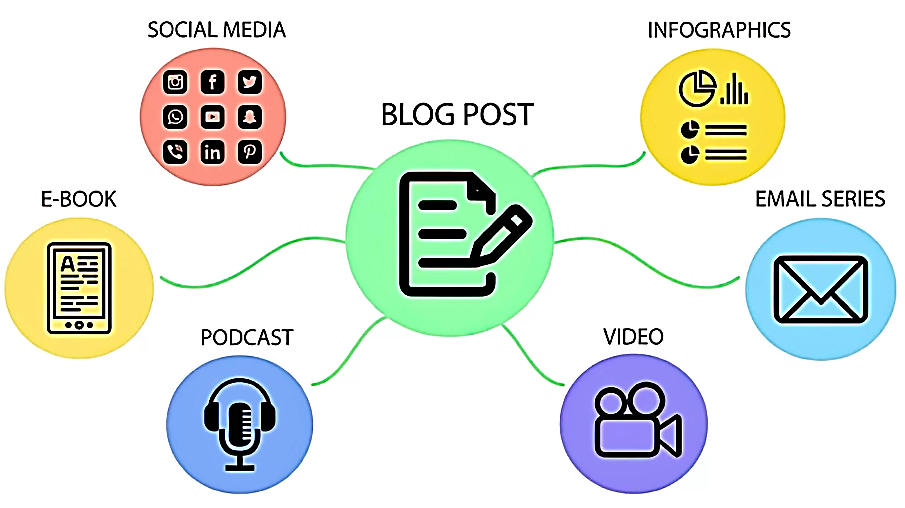 SOCIAL MEDIA
INFOGRAPHICS
BLOG POST
E-BOOK
A
EMAIL SERIES
PODCAST
VIDEO